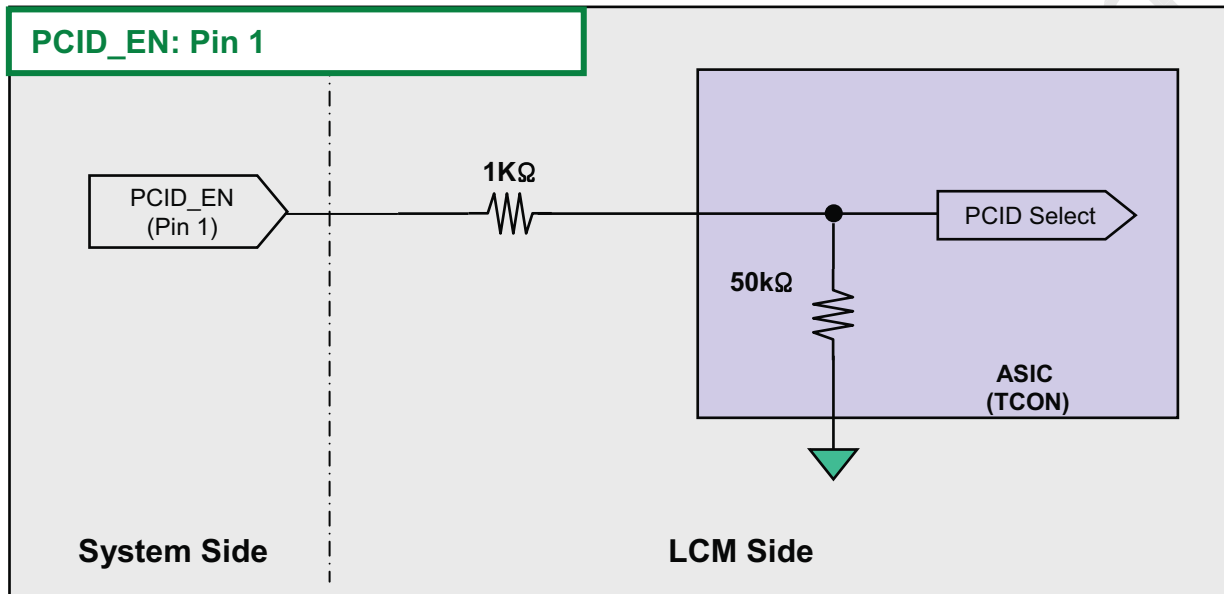 PCID_EN: Pin 1
1KΩ
PCID_EN
(Pin 1)
PCID Select
50kΩ
ASIC
(TCON)
System Side
LCM Side